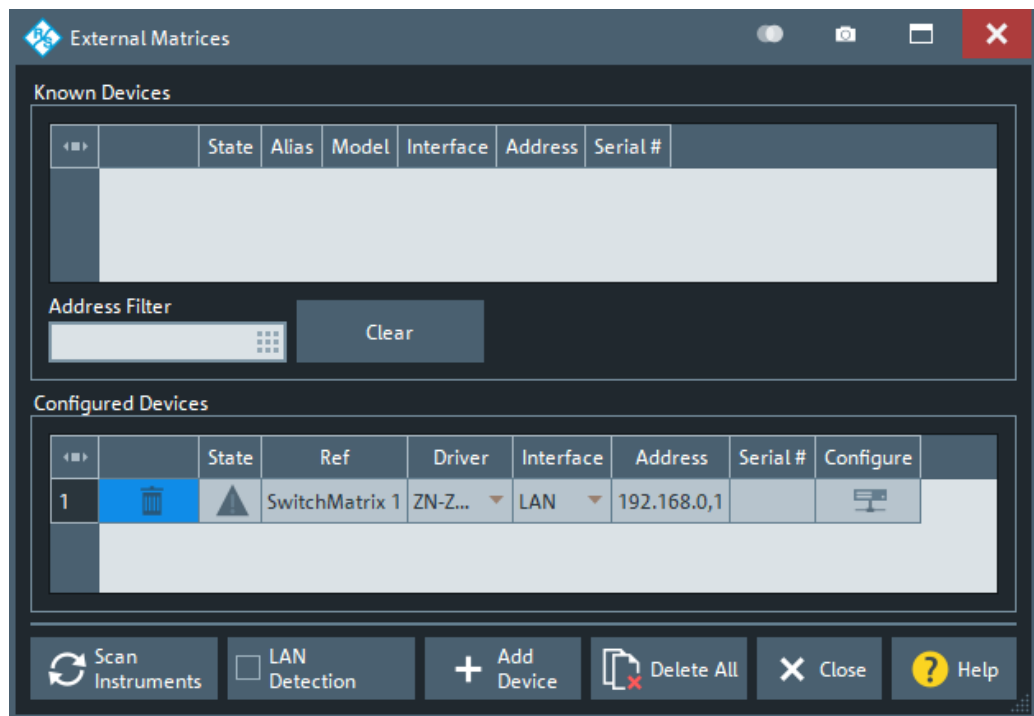 External Matrices
Known Devices
State Alias Model Interface Address Serial #
Address Filter
Clear
Configured Devices
State Ref Driver Interface Address Serial # Configure
1 SwitchMatrix 1 ZN-Z... LAN 192.168.0,1
Scan Instruments
LAN Detection
Add Device
Delete All
Close
? Help